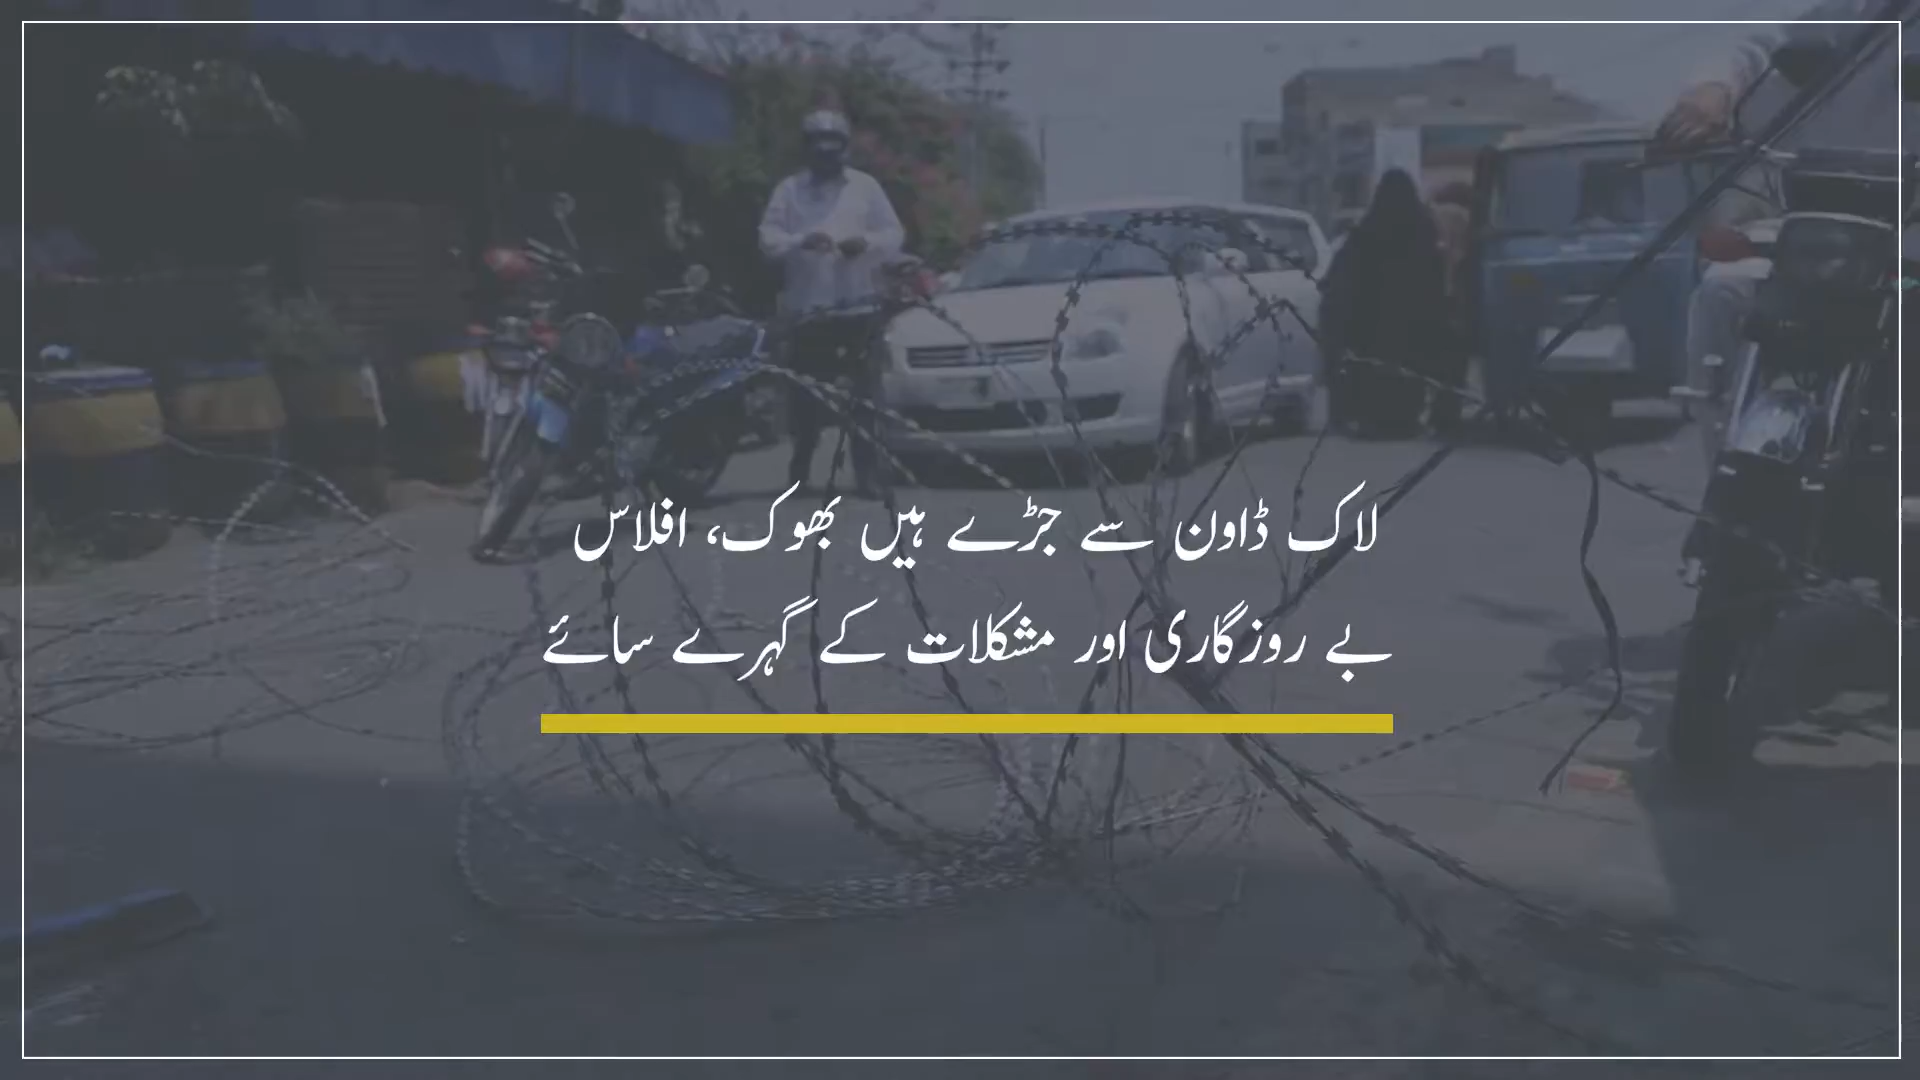 لاک ڈاون سے جڑے ہیں بھوک، افلاس
بے روزگاری اور مشکلات کے گہرے سائے